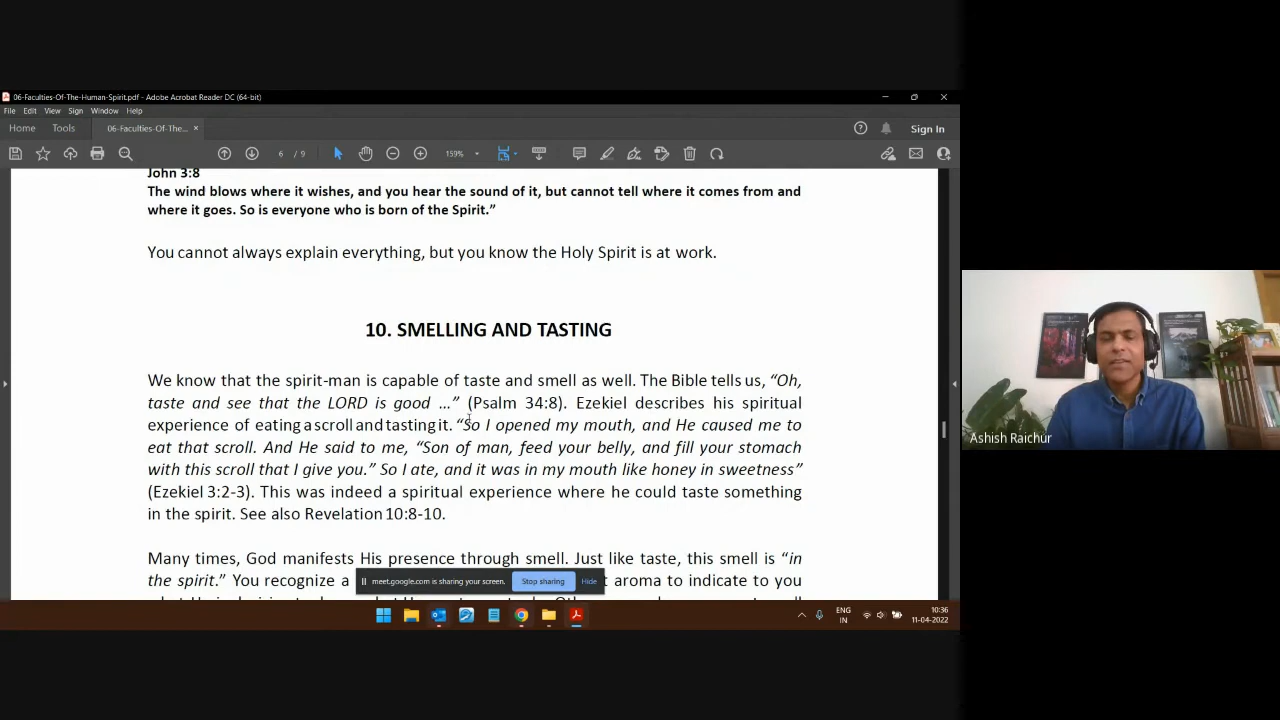 06-Faculties-Of-The-Human-Spirit.pdf - Adobe Acrobat Reader DC (64-bit)
File Edit View Sign Window Help
Home Tools 06-Faculties-Of-The... × Sign In
6 / 9 159%
John 3:8
The wind blows where it wishes, and you hear the sound of it, but cannot tell where it comes from and
where it goes. So is everyone who is born of the Spirit.”
You cannot always explain everything, but you know the Holy Spirit is at work.
10. SMELLING AND TASTING
We know that the spirit-man is capable of taste and smell as well. The Bible tells us, “Oh,
taste and see that the LORD is good …” (Psalm 34:8). Ezekiel describes his spiritual
experience of eating a scroll and tasting it. “So I opened my mouth, and He caused me to
eat that scroll. And He said to me, “Son of man, feed your belly, and fill your stomach
with this scroll that I give you.” So I ate, and it was in my mouth like honey in sweetness”
(Ezekiel 3:2-3). This was indeed a spiritual experience where he could taste something
in the spirit. See also Revelation 10:8-10.
Many times, God manifests His presence through smell. Just like taste, this smell is “in
the spirit.” You recognize a aroma to indicate to you
meet.google.com is sharing your screen. Stop sharing Hide
ENG
IN
10:36
11-04-2022
Ashish Raichur